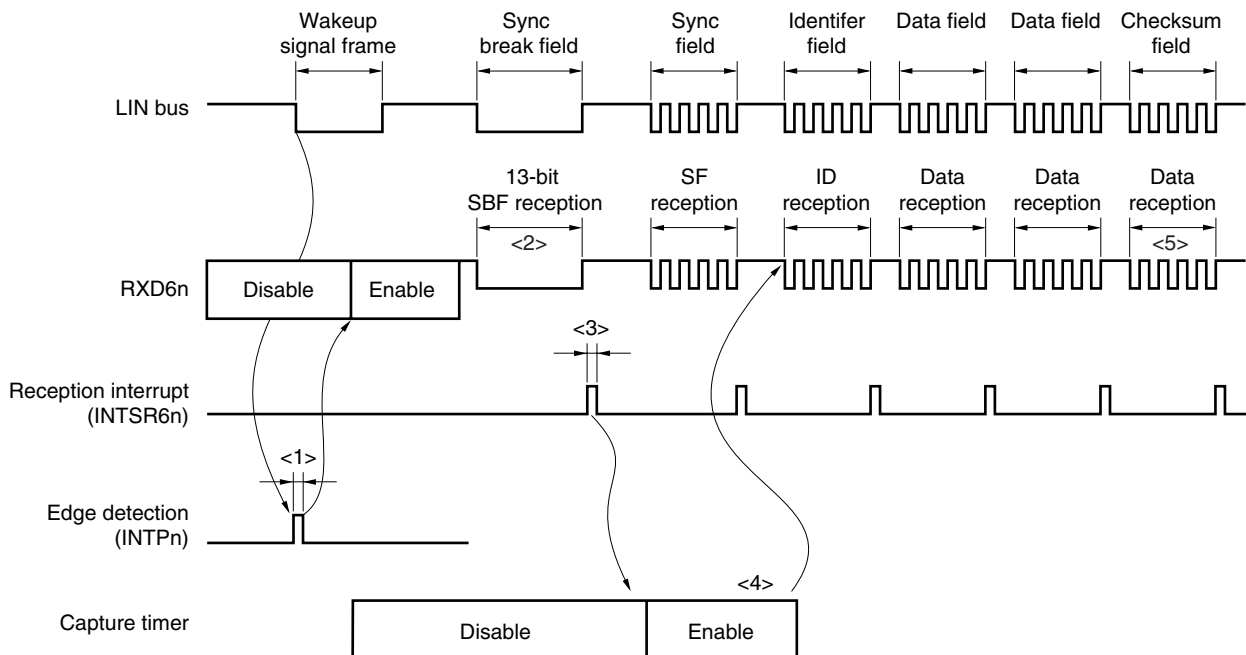 Wakeup
signal frame
Sync
break field
Sync
field
Identifer
field
Data field
Data field
Checksum
field
LIN bus
13-bit
SBF reception
SF
reception
ID
reception
Data
reception
Data
reception
Data
reception
<2>
<5>
RXD6n
Disable
Enable
<3>
Reception interrupt
(INTSR6n)
<1>
Edge detection
(INTPn)
<4>
Capture timer
Disable
Enable